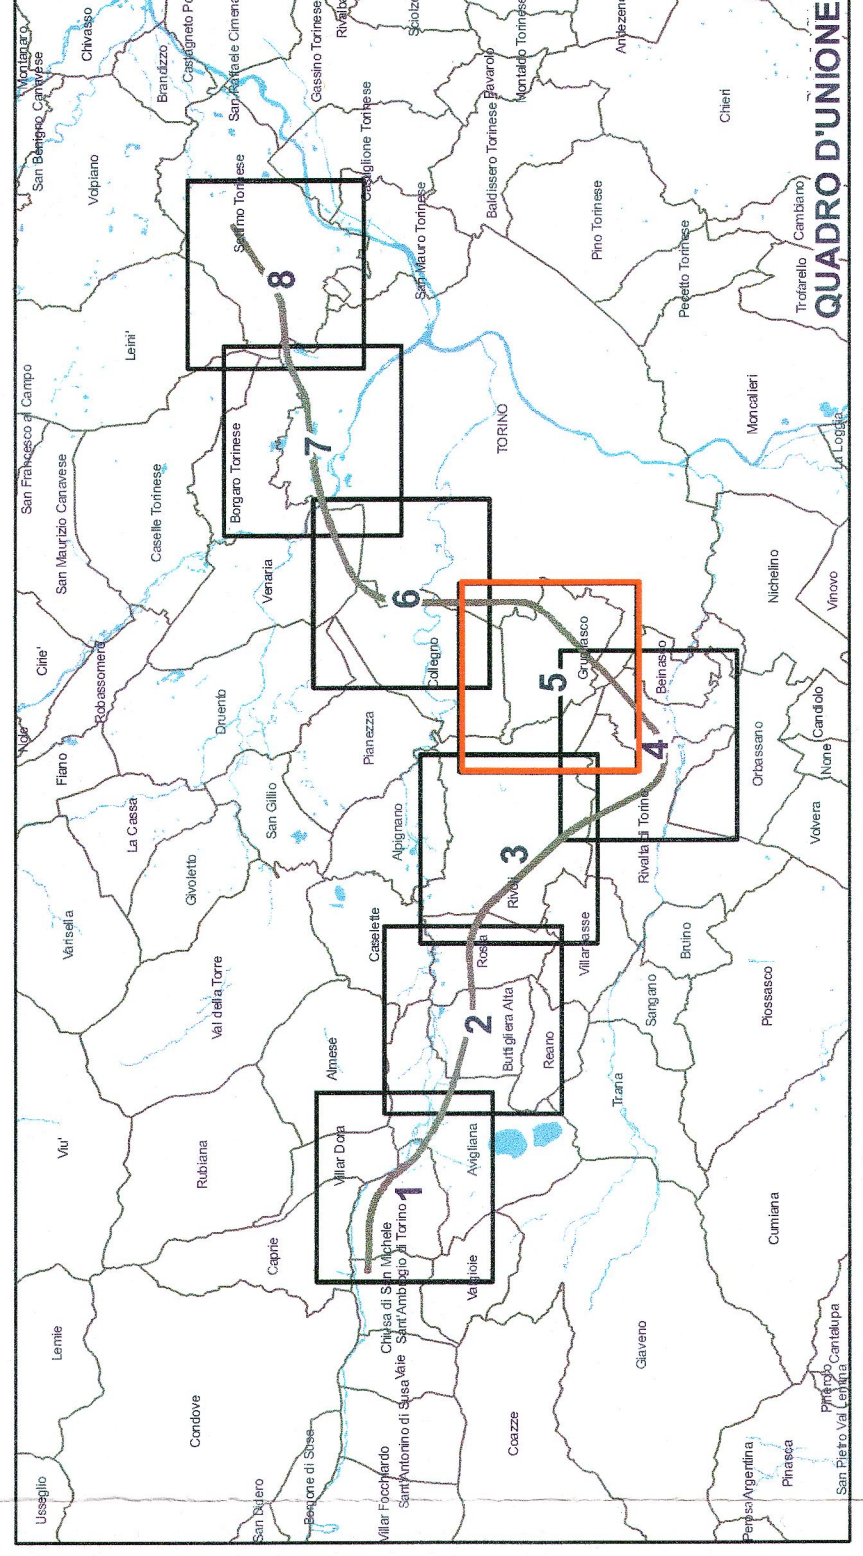 Usseglio
Lemie
Viu'
Varisella
Fiano
Nole
Cirie'
San Francesco al Campo
Montanaro
Chivasso
San Benigno Canavese
Condove
Caprie
Rubiana
Val della Torre
Givoletto
La Cassa
Robassomero
San Maurizio Canavese
Leini'
Volpiano
Brandizzo
San Gillio
Druento
Caselle Torinese
San Raffaele Cimena
San Didero
Borgone di Susa
Villar Dora
Almese
Caselette
Alpignano
Pianezza
Venaria
Borgaro Torinese
Settimo Torinese
Gassino Torinese
Villar Focchiardo
Sant'Antonino di Susa
Vaie
Chiusa di San Michele
Sant'Ambrogio di Torino
1
2
3
4
5
6
7
8
Castiglione Torinese
San Mauro Torinese
Coazze
Valgioie
Avigliana
Buttigliera Alta
Rosta
Rivoli
Collegno
Grugliasco
TORINO
Baldissero Torinese
Pavarolo
Montaldo Torinese
Reano
Villarbasse
Giaveno
Trana
Sangano
Bruino
Rivalta di Torino
Beinasco
Pino Torinese
Andezeno
Pecetto Torinese
Chieri
Perosa Argentina
Pinasca
San Pietro Val Lemina
Pinerolo
Cantalupa
Cumiana
Piossasco
Volvera
Orbassano
None
Candiolo
Nichelino
Vinovo
Moncalieri
La Loggia
Trofarello
Cambiano
QUADRO D'UNIONE